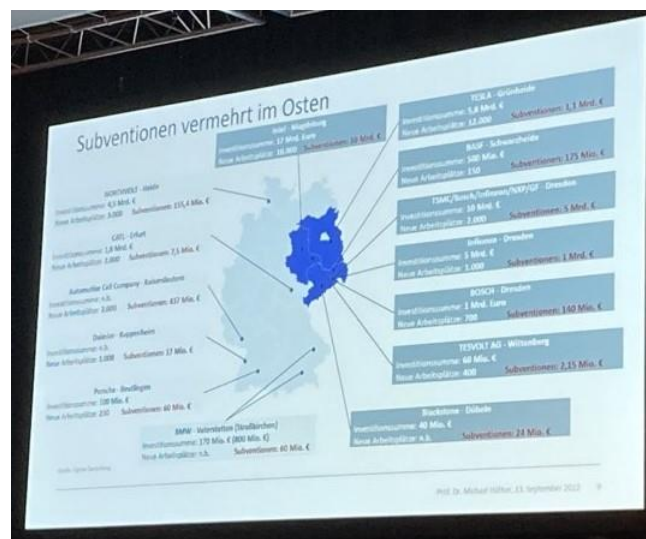 Subventionen vermehrt im Osten
Intel - Magdeburg
Investitionssumme: 17 Mrd. Euro
Neue Arbeitsplätze: 10.000 Subventionen: 10 Mrd. €
TESLA - Grünheide
Investitionssumme: 5,8 Mrd. €
Neue Arbeitsplätze: 12.000 Subventionen: 1,1 Mrd. €
BASF - Schwarzheide
Investitionssumme: 500 Mio. €
Neue Arbeitsplätze: 150 Subventionen: 175 Mio. €
TSMC/Bosch/Infineon/NXP/GF - Dresden
Investitionssumme: 10 Mrd. €
Neue Arbeitsplätze: 2.000 Subventionen: 5 Mrd. €
Infineon - Dresden
Investitionssumme: 5 Mrd. €
Neue Arbeitsplätze: 1.000 Subventionen: 1 Mrd. €
BOSCH - Dresden
Investitionssumme: 1 Mrd. Euro
Neue Arbeitsplätze: 700 Subventionen: 140 Mio. €
TESVOLT AG - Wittenberg
Investitionssumme: 60 Mio. €
Neue Arbeitsplätze: 400 Subventionen: 2,15 Mio. €
Blackstone - Döbeln
Investitionssumme: 40 Mio. €
Neue Arbeitsplätze: n.b. Subventionen: 24 Mio. €
NORTHVOLT - Heide
Investitionssumme: 4,5 Mrd. €
Neue Arbeitsplätze: 3.000 Subventionen: 155,4 Mio. €
CATL - Erfurt
Investitionssumme: 1,8 Mrd. €
Neue Arbeitsplätze: 2.000 Subventionen: 7,5 Mio. €
Automotive Cell Company - Kaiserslautern
Investitionssumme: n.b.
Neue Arbeitsplätze: 2.000 Subventionen: 437 Mio. €
Daimler - Kuppenheim
Investitionssumme: n.b.
Neue Arbeitsplätze: 1.000 Subventionen: 17 Mio. €
Porsche - Reutlingen
Investitionssumme: 100 Mio. €
Neue Arbeitsplätze: Subventionen: 60 Mio. €
BMW - Vaterstetten (Straßkirchen)
Investitionssumme: 170 Mio. € (800 Mio. €)
Neue Arbeitsplätze: n.b. Subventionen: 60 Mio. €
Quelle: Eigene Darstellung
Prof. Dr. Michael September 2023 9